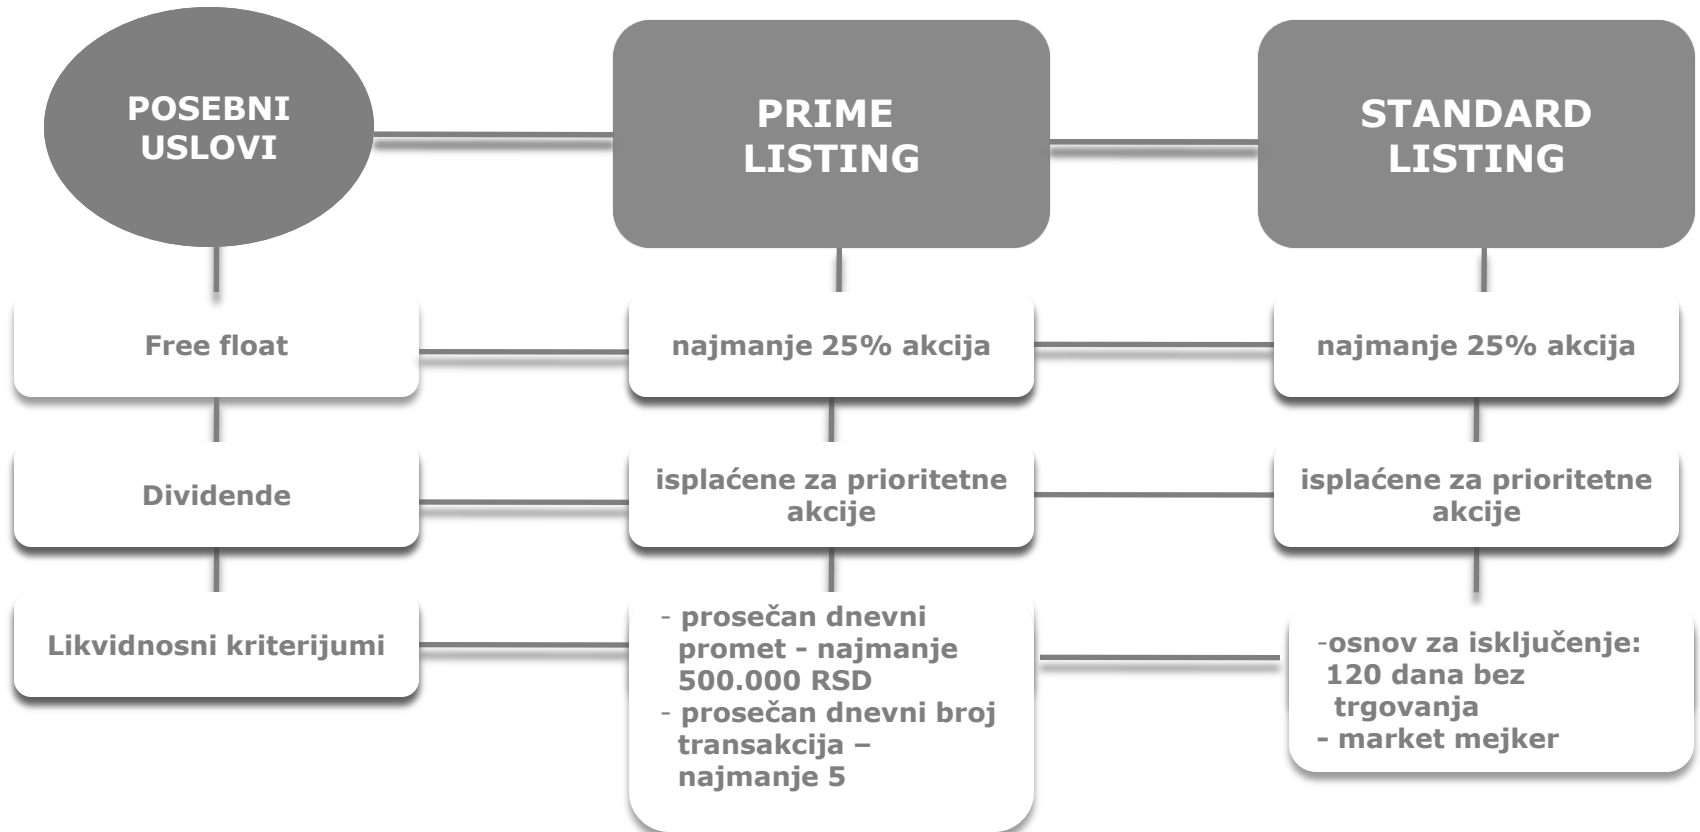 POSEBNI
USLOVI
PRIME
LISTING
STANDARD
LISTING
Free float
najmanje 25% akcija
najmanje 25% akcija
Dividende
isplaćene za prioritetne
akcije
isplaćene za prioritetne
akcije
Likvidnosni kriterijumi
- prosečan dnevni
promet - najmanje
500.000 RSD
- prosečan dnevni broj
transakcija –
najmanje 5
-osnov za isključenje:
120 dana bez
trgovanja
- market mejker